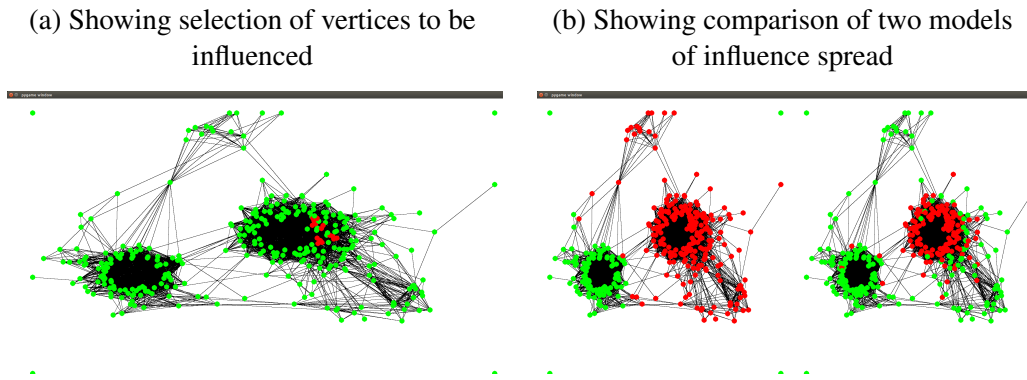 (a) Showing selection of vertices to be
influenced
(b) Showing comparison of two models
of influence spread
pygame window
pygame window